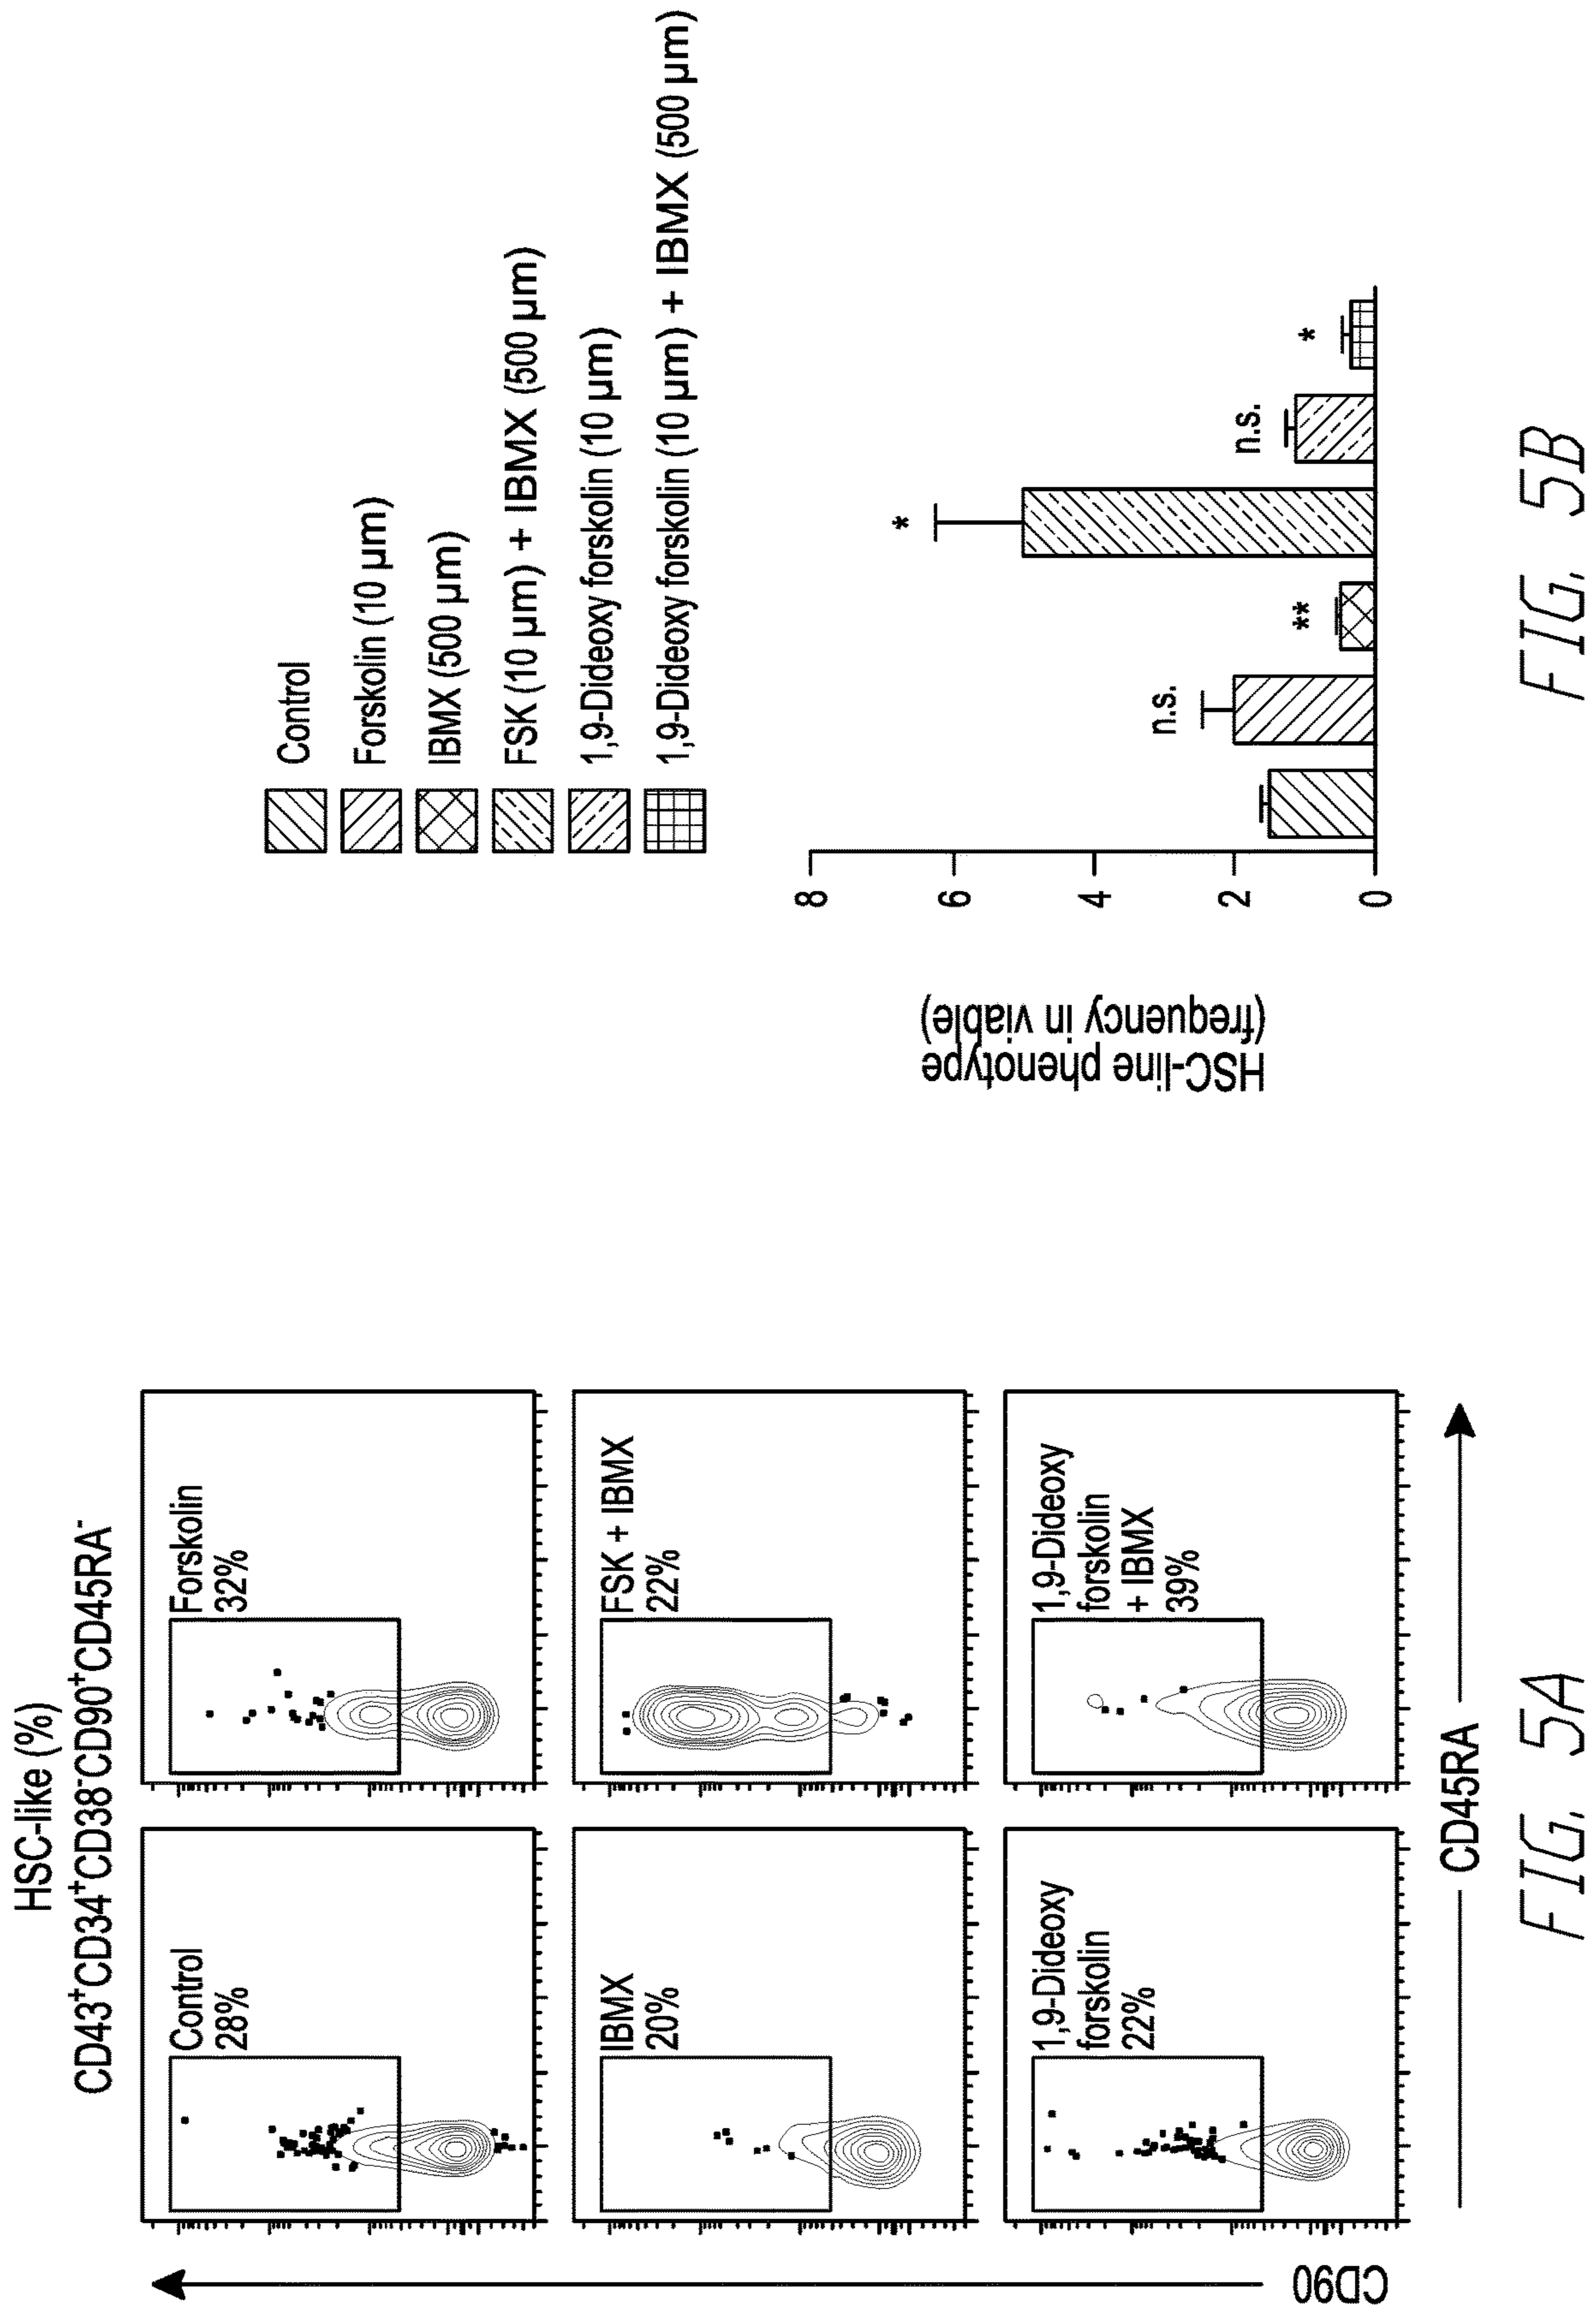 HSC-like (%)
CD43⁺CD34⁺CD38⁻CD90⁺CD45RA⁻
Control
28%
Forskolin
32%
IBMX
20%
FSK + IBMX
22%
1,9-Dideoxy
forskolin
22%
1,9-Dideoxy
forskolin
+ IBMX
39%
CD90
CD45RA
FIG. 5A
Control
Forskolin (10 µm)
IBMX (500 µm)
FSK (10 µm) + IBMX (500 µm)
1,9-Dideoxy forskolin (10 µm)
1,9-Dideoxy forskolin (10 µm) + IBMX (500 µm)
HSC-line phenotype
(frequency in viable)
8
6
4
2
0
n.s.
**
*
n.s.
*
FIG. 5B